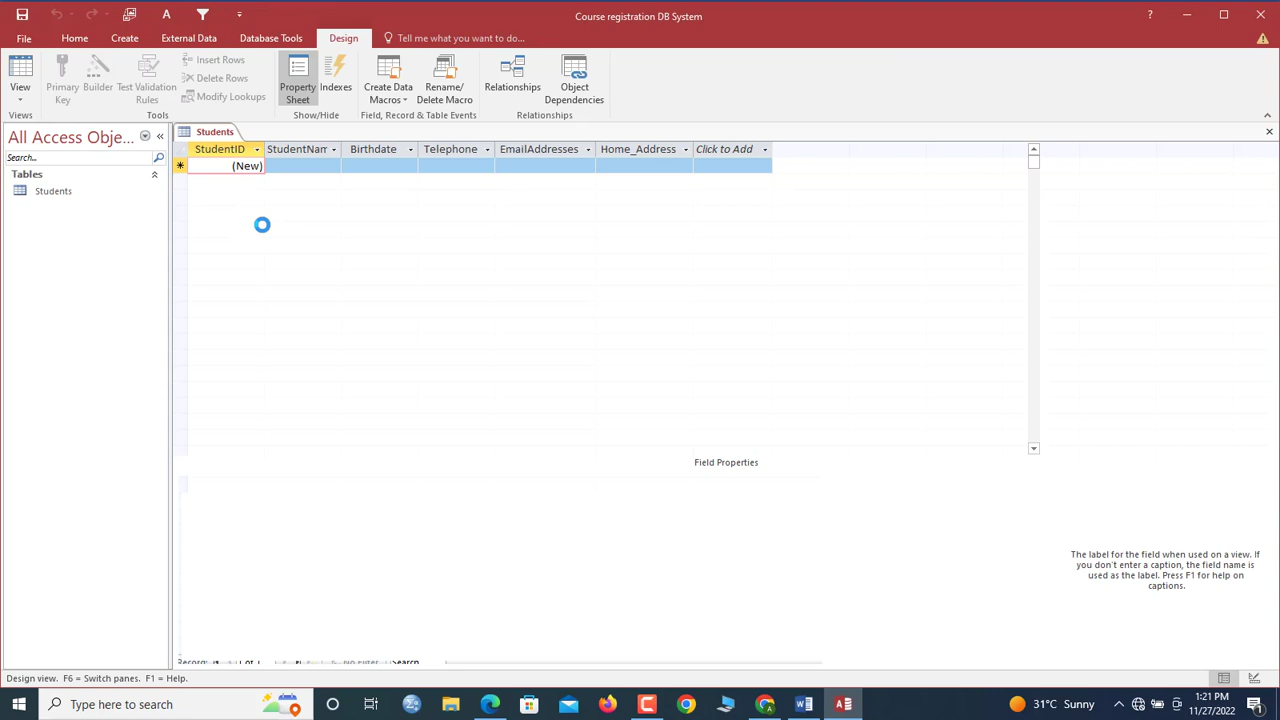 Course registration DB System
?
File Home Create External Data Database Tools Design Tell me what you want to do...
View
Primary Key
Builder
Test Validation Rules
Insert Rows
Delete Rows
Modify Lookups
Property Sheet
Indexes
Create Data Macros
Rename/ Delete Macro
Relationships
Object Dependencies
Views
Tools
Show/Hide
Field, Record & Table Events
Relationships
All Access Obje...
Search...
Tables
Students
Students
StudentID StudentNam Birthdate Telephone EmailAddresses Home_Address Click to Add
(New)
Field Properties
The label for the field when used on a view. If
you don't enter a caption, the field name is
used as the label. Press F1 for help on
captions.
Record: No Filter Search
Design view. F6 = Switch panes. F1 = Help.
Type here to search
31°C Sunny
1:21 PM
11/27/2022